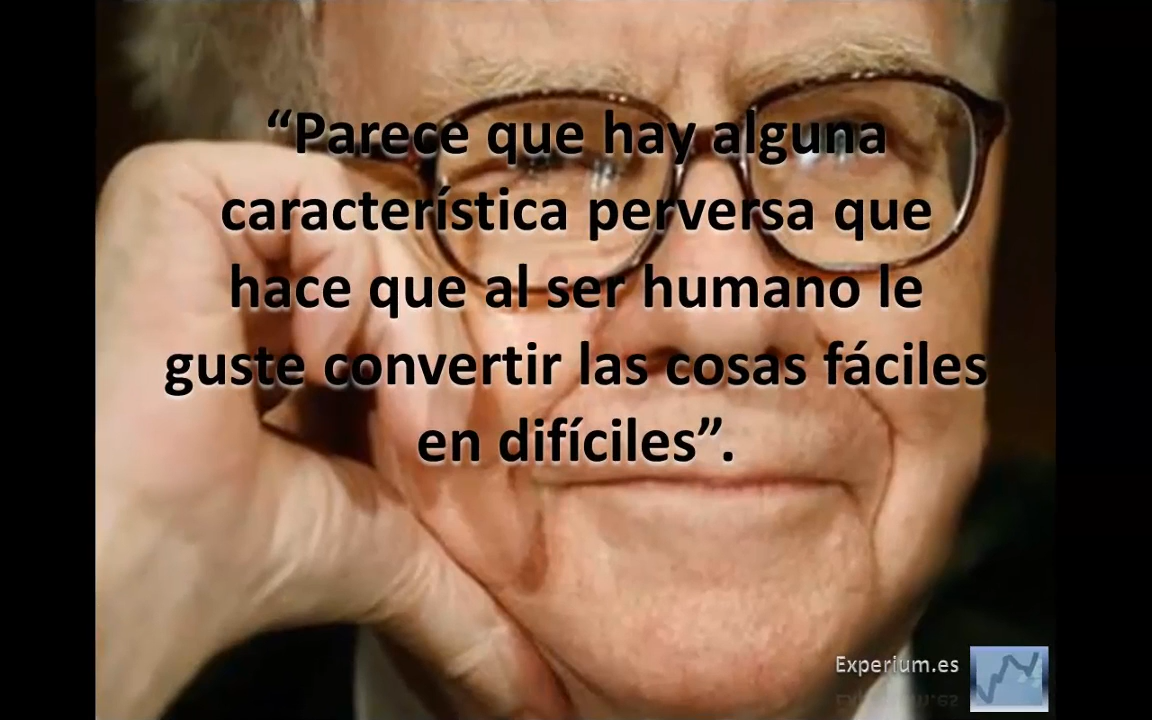 “Parece que hay alguna
característica perversa que
hace que al ser humano le
guste convertir las cosas fáciles
en difíciles”.
Experium.es